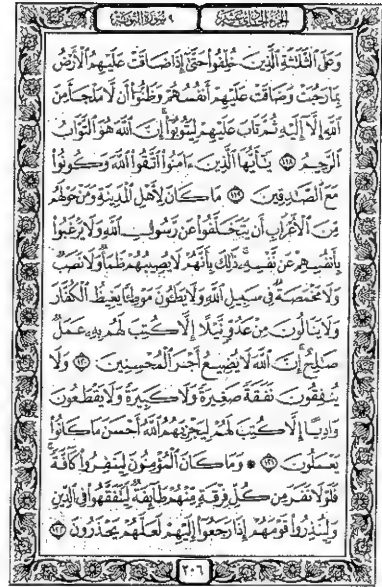 الجزء الحادي عشر ٩ سورة التوبة
وَعَلَى ٱلثَّلَٰثَةِ ٱلَّذِينَ خُلِّفُوا۟ حَتَّىٰٓ إِذَا ضَاقَتْ عَلَيْهِمُ ٱلْأَرْضُ
بِمَا رَحُبَتْ وَضَاقَتْ عَلَيْهِمْ أَنفُسُهُمْ وَظَنُّوٓا۟ أَن لَّا مَلْجَأَ مِنَ
ٱللَّهِ إِلَّآ إِلَيْهِ ثُمَّ تَابَ عَلَيْهِمْ لِيَتُوبُوٓا۟ إِنَّ ٱللَّهَ هُوَ ٱلتَّوَّابُ
ٱلرَّحِيمُ ١١٨ يَٰٓأَيُّهَا ٱلَّذِينَ ءَامَنُوا۟ ٱتَّقُوا۟ ٱللَّهَ وَكُونُوا۟
مَعَ ٱلصَّٰدِقِينَ ١١٩ مَا كَانَ لِأَهْلِ ٱلْمَدِينَةِ وَمَنْ حَوْلَهُم
مِّنَ ٱلْأَعْرَابِ أَن يَتَخَلَّفُوا۟ عَن رَّسُولِ ٱللَّهِ وَلَا يَرْغَبُوا۟
بِأَنفُسِهِمْ عَن نَّفْسِهِۦ ذَٰلِكَ بِأَنَّهُمْ لَا يُصِيبُهُمْ ظَمَأٌ وَلَا نَصَبٌ
وَلَا مَخْمَصَةٌ فِى سَبِيلِ ٱللَّهِ وَلَا يَطَـُٔونَ مَوْطِئًا يَغِيظُ ٱلْكُفَّارَ
وَلَا يَنَالُونَ مِنْ عَدُوٍّ نَّيْلًا إِلَّا كُتِبَ لَهُم بِهِۦ عَمَلٌ
صَٰلِحٌ إِنَّ ٱللَّهَ لَا يُضِيعُ أَجْرَ ٱلْمُحْسِنِينَ ١٢٠ وَلَا
يُنفِقُونَ نَفَقَةً صَغِيرَةً وَلَا كَبِيرَةً وَلَا يَقْطَعُونَ
وَادِيًا إِلَّا كُتِبَ لَهُمْ لِيَجْزِيَهُمُ ٱللَّهُ أَحْسَنَ مَا كَانُوا۟
يَعْمَلُونَ ١٢١ ۞ وَمَا كَانَ ٱلْمُؤْمِنُونَ لِيَنفِرُوا۟ كَآفَّةً
فَلَوْلَا نَفَرَ مِن كُلِّ فِرْقَةٍ مِّنْهُمْ طَآئِفَةٌ لِّيَتَفَقَّهُوا۟ فِى ٱلدِّينِ
وَلِيُنذِرُوا۟ قَوْمَهُمْ إِذَا رَجَعُوٓا۟ إِلَيْهِمْ لَعَلَّهُمْ يَحْذَرُونَ ١٢٢
٢٠٦